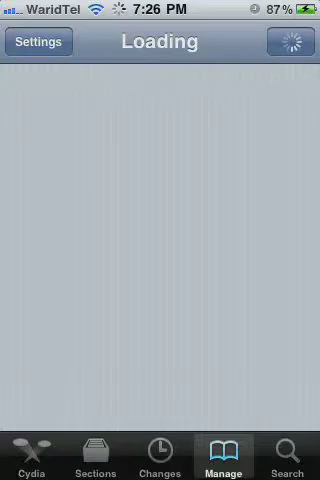 WaridTel 7:26 PM 87%
Settings Loading
Cydia Sections Changes Manage Search